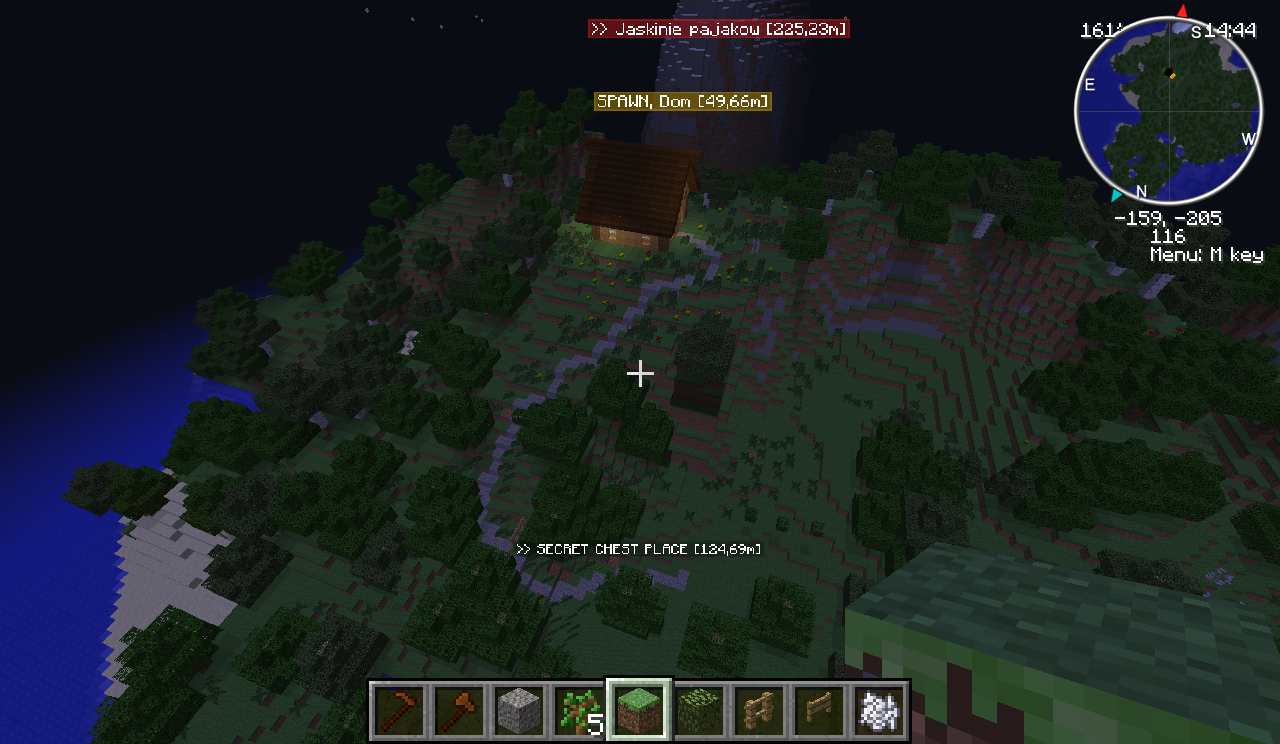 >> Jaskinie pajakow [225,23m]
SPAWN, Dom [49,66m]
161°
S 14:44
E
W
N
-159, -205
116
Menu: M key
>> SECRET CHEST PLACE [124,69m]
5